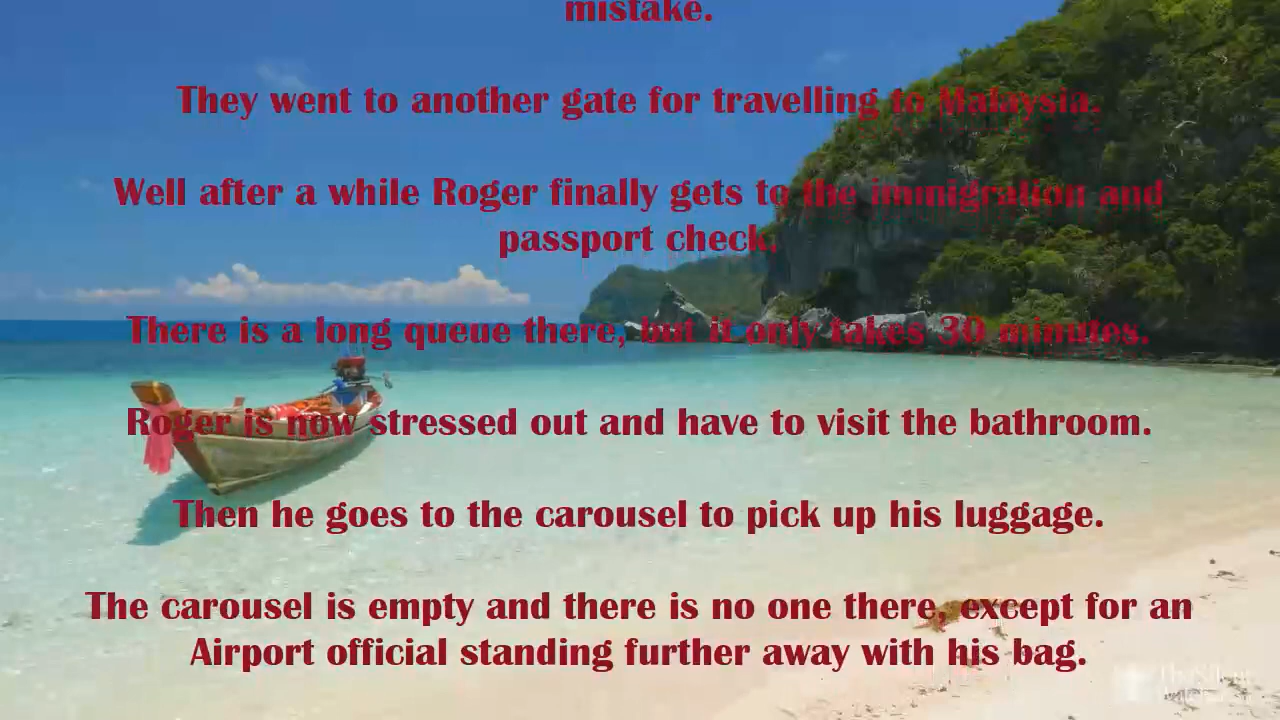 mistake.
They went to another gate for travelling to Malaysia.
Well after a while Roger finally gets to the immigration and
passport check.
There is a long queue there, but it only takes 30 minutes.
Roger is now stressed out and have to visit the bathroom.
Then he goes to the carousel to pick up his luggage.
The carousel is empty and there is no one there, except for an
Airport official standing further away with his bag.